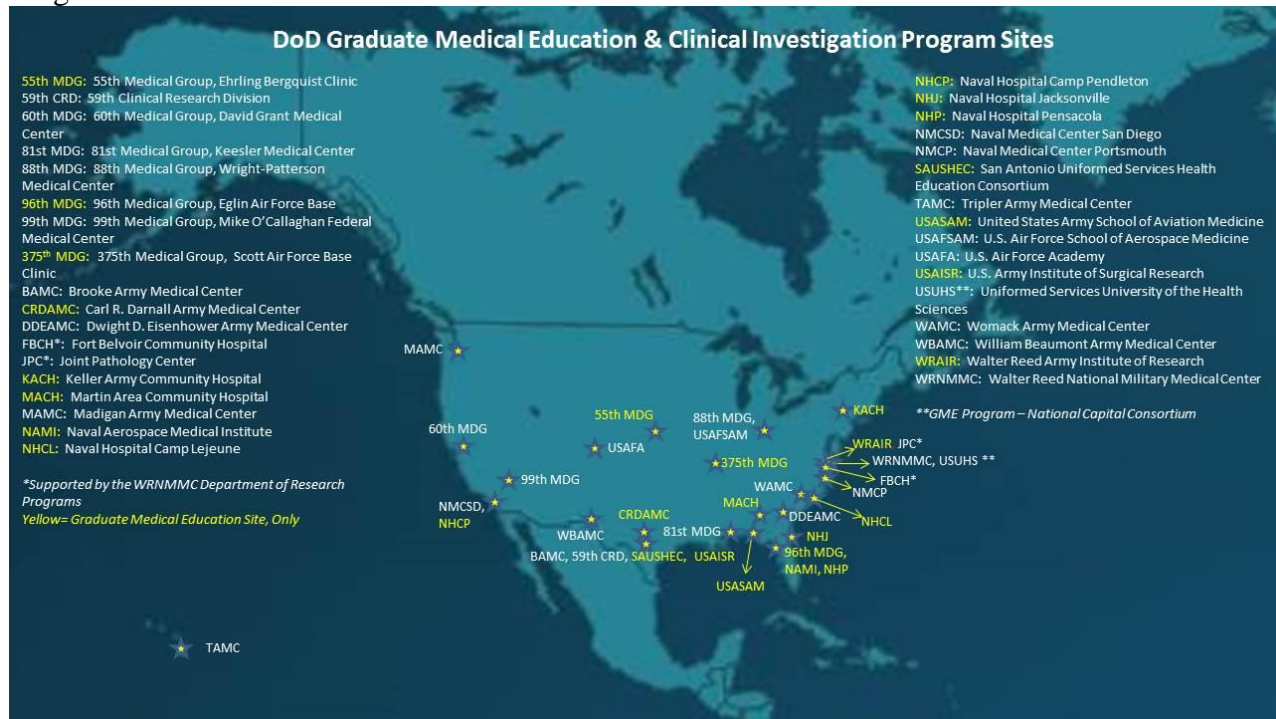 DoD Graduate Medical Education & Clinical Investigation Program Sites
55th MDG: 55th Medical Group, Ehrling Bergquist Clinic
59th CRD: 59th Clinical Research Division
60th MDG: 60th Medical Group, David Grant Medical
Center
81st MDG: 81st Medical Group, Keesler Medical Center
88th MDG: 88th Medical Group, Wright-Patterson
Medical Center
96th MDG: 96th Medical Group, Eglin Air Force Base
99th MDG: 99th Medical Group, Mike O'Callaghan Federal
Medical Center
375th MDG: 375th Medical Group, Scott Air Force Base
Clinic
BAMC: Brooke Army Medical Center
CRDAMC: Carl R. Darnall Army Medical Center
DDEAMC: Dwight D. Eisenhower Army Medical Center
FBCH*: Fort Belvoir Community Hospital
JPC*: Joint Pathology Center
KACH: Keller Army Community Hospital
MACH: Martin Area Community Hospital
MAMC: Madigan Army Medical Center
NAMI: Naval Aerospace Medical Institute
NHCL: Naval Hospital Camp Lejeune
*Supported by the WRNMMC Department of Research
Programs
Yellow= Graduate Medical Education Site, Only
NHCP: Naval Hospital Camp Pendleton
NHJ: Naval Hospital Jacksonville
NHP: Naval Hospital Pensacola
NMCSD: Naval Medical Center San Diego
NMCP: Naval Medical Center Portsmouth
SAUSHEC: San Antonio Uniformed Services Health
Education Consortium
TAMC: Tripler Army Medical Center
USASAM: United States Army School of Aviation Medicine
USAFSAM: U.S. Air Force School of Aerospace Medicine
USAFA: U.S. Air Force Academy
USAISR: U.S. Army Institute of Surgical Research
USUHS**: Uniformed Services University of the Health
Sciences
WAMC: Womack Army Medical Center
WBAMC: William Beaumont Army Medical Center
WRAIR: Walter Reed Army Institute of Research
WRNMMC: Walter Reed National Military Medical Center
**GME Program – National Capital Consortium
MAMC
60th MDG
55th MDG
USAFA
88th MDG,
USAFSAM
KACH
WRAIR JPC*
WRNMMC, USUHS **
FBCH*
NMCP
375th MDG
99th MDG
NMCSD,
NHCP
WAMC
MACH
DDEAMC
NHCL
WBAMC
CRDAMC
81st MDG
NHJ
BAMC, 59th CRD, SAUSHEC, USAISR
96th MDG,
NAMI, NHP
USASAM
TAMC